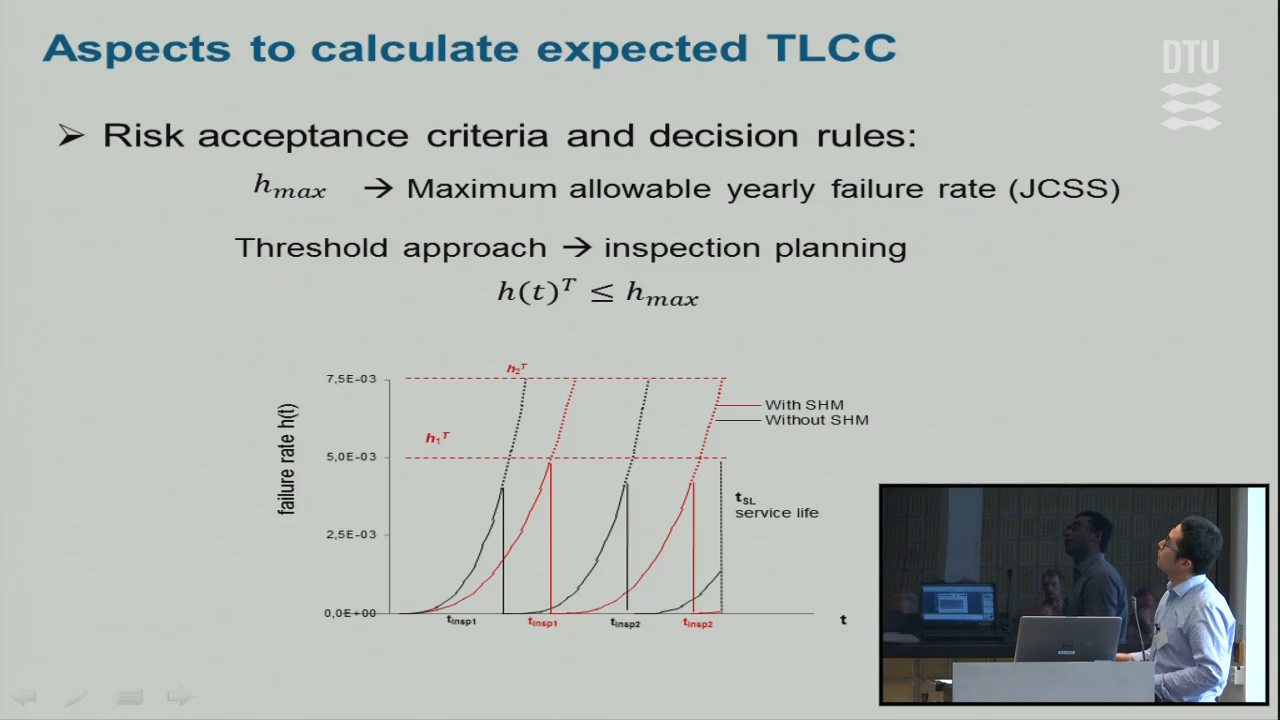 Aspects to calculate expected TLCC
DTU
➢ Risk acceptance criteria and decision rules:
h_max → Maximum allowable yearly failure rate (JCSS)
Threshold approach → inspection planning
h(t)^T ≤ h_max
h₂ᵀ
7,5E-03
With SHM
Without SHM
h₁ᵀ
5,0E-03
failure rate h(t)
t_SL
service life
2,5E-03
0,0E+00
t_insp1
t_insp1
t_insp2
t_insp2
t